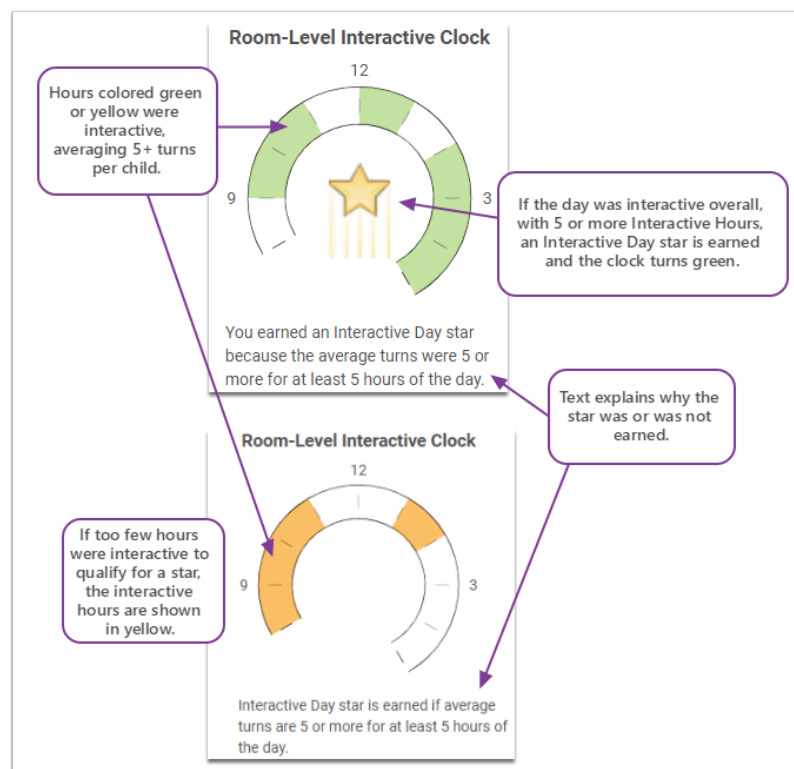 Room-Level Interactive Clock
12
9
3
Hours colored green
or yellow were
interactive,
averaging 5+ turns
per child.
If the day was interactive overall,
with 5 or more Interactive Hours,
an Interactive Day star is earned
and the clock turns green.
You earned an Interactive Day star
because the average turns were 5 or
more for at least 5 hours of the day.
Text explains why the
star was or was not
earned.
Room-Level Interactive Clock
12
9
3
If too few hours
were interactive to
qualify for a star,
the interactive
hours are shown
in yellow.
Interactive Day star is earned if average
turns are 5 or more for at least 5 hours of
the day.